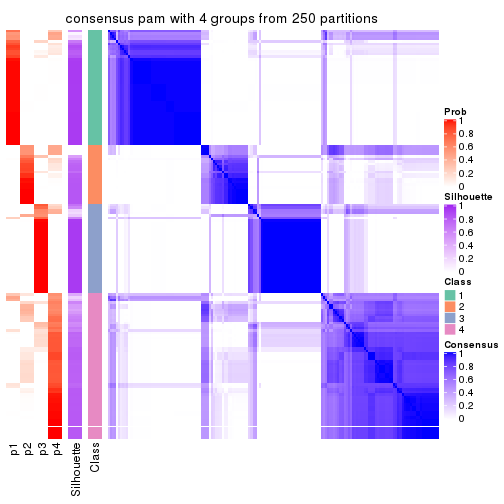 consensus pam with 4 groups from 250 partitions
Prob
1
0.8
0.6
0.4
0.2
0
Silhouette
1
0.8
0.6
0.4
0.2
0
Class
1
2
3
4
Consensus
1
0.8
0.6
0.4
0.2
0
p1
p2
p3
p4
Silhouette
Class